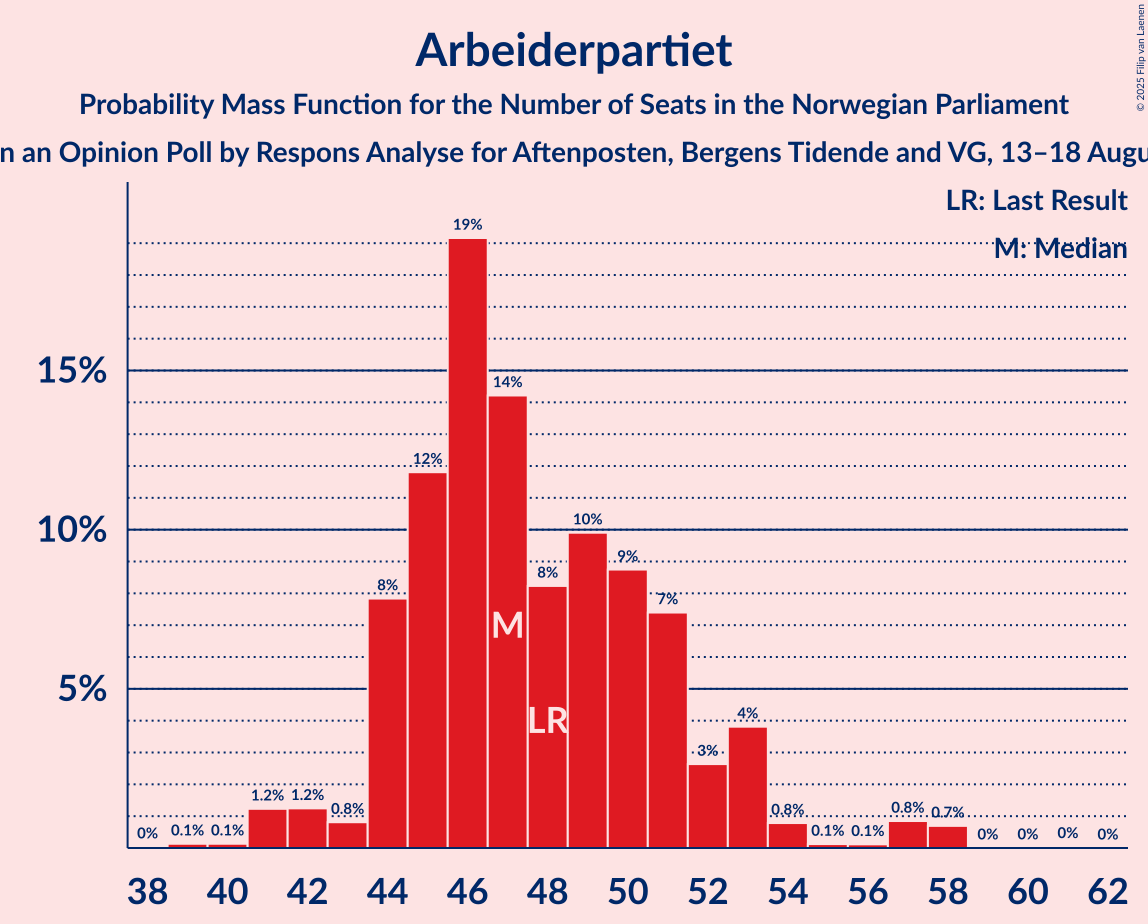 Arbeiderpartiet
Probability Mass Function for the Number of Seats in the Norwegian Parliament
an Opinion Poll by Respons Analyse for Aftenposten, Bergens Tidende and VG, 13–18
© 2025 Filip van Laenen
LR: Last Result
M: Median
19%
15%
14%
12%
10%
10%
9%
8%
8%
7%
M
5%
LR
4%
3%
1.2% 1.2% 0.8% 0.8% 0.8% 0.7%
0% 0.1% 0.1% 0.1% 0.1% 0% 0% 0% 0%
38 40 42 44 46 48 50 52 54 56 58 60 62